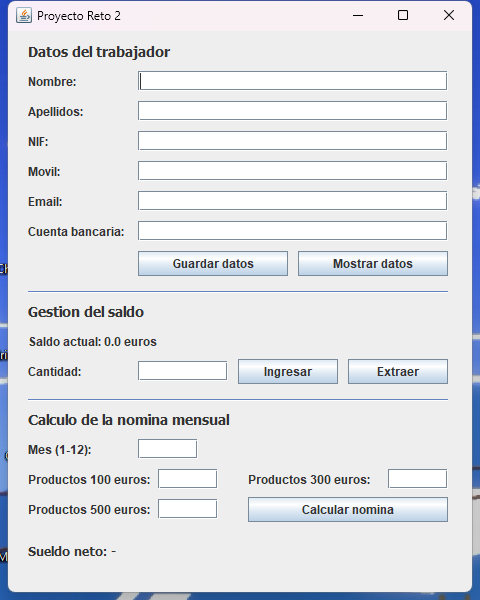 Proyecto Reto 2
Datos del trabajador
Nombre:
Apellidos:
NIF:
Movil:
Email:
Cuenta bancaria:
Guardar datos Mostrar datos
Gestion del saldo
Saldo actual: 0.0 euros
Cantidad: Ingresar Extraer
Calculo de la nomina mensual
Mes (1-12):
Productos 100 euros: Productos 300 euros:
Productos 500 euros: Calcular nomina
Sueldo neto: -